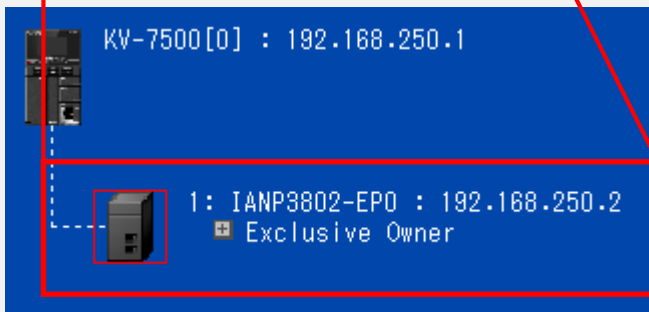 KV-7500[0] : 192.168.250.1
1: IANP3802-EP0 : 192.168.250.2
Exclusive Owner